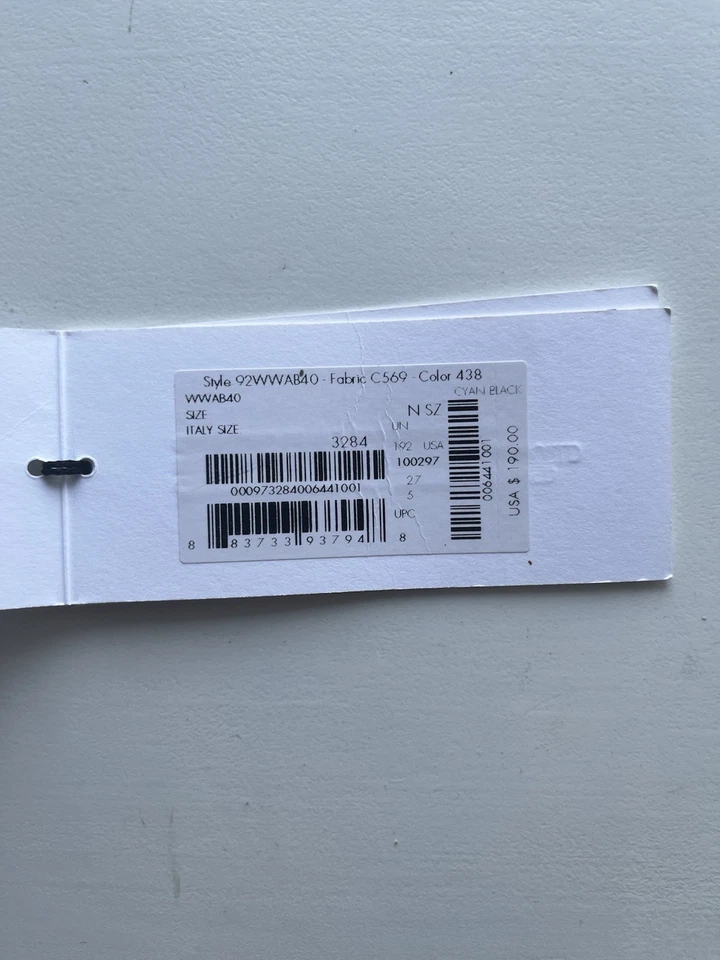 Style 92WWAB40 - Fabric C569 - Color 438
WWAB40
CYAN BLACK
SIZE
N SZ
ITALY SIZE
UN
3284
192 USA
100297
000973284006441001
27
5
UPC
8 83733 93794 8
006441001
USA $ 190.00